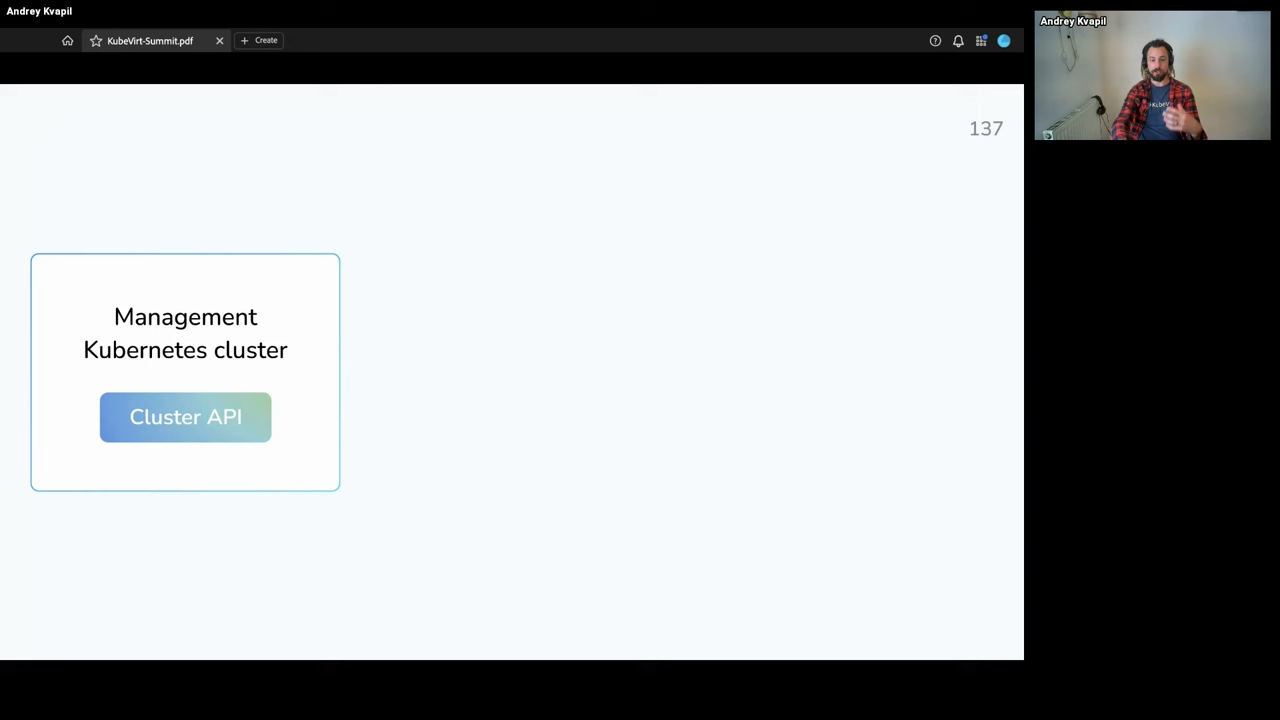 Andrey Kvapil
KubeVirt-Summit.pdf
Create
Andrey Kvapil
137
Management
Kubernetes cluster
Cluster API